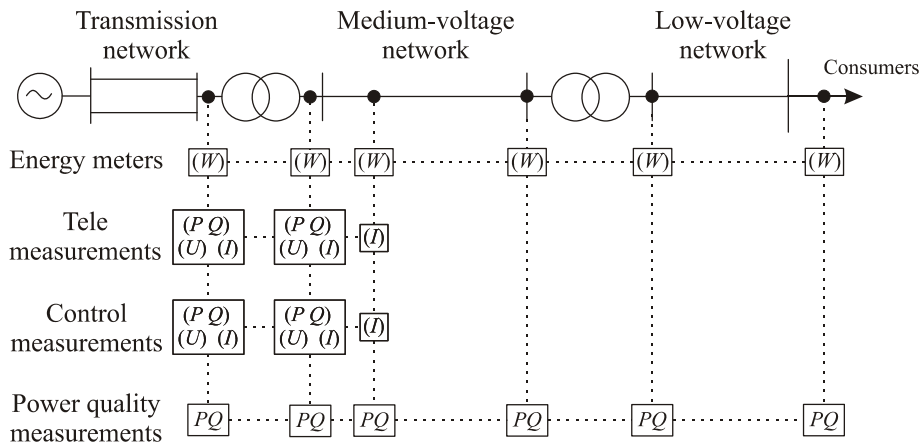 Transmission
network
Medium-voltage
network
Low-voltage
network
Consumers
Energy meters
(W) (W) (W) (W) (W) (W)
Tele
measurements
(P Q) (P Q)
(U) (I) (U) (I) (I)
Control
measurements
(P Q) (P Q)
(U) (I) (U) (I) (I)
Power quality
measurements
PQ PQ PQ PQ PQ PQ